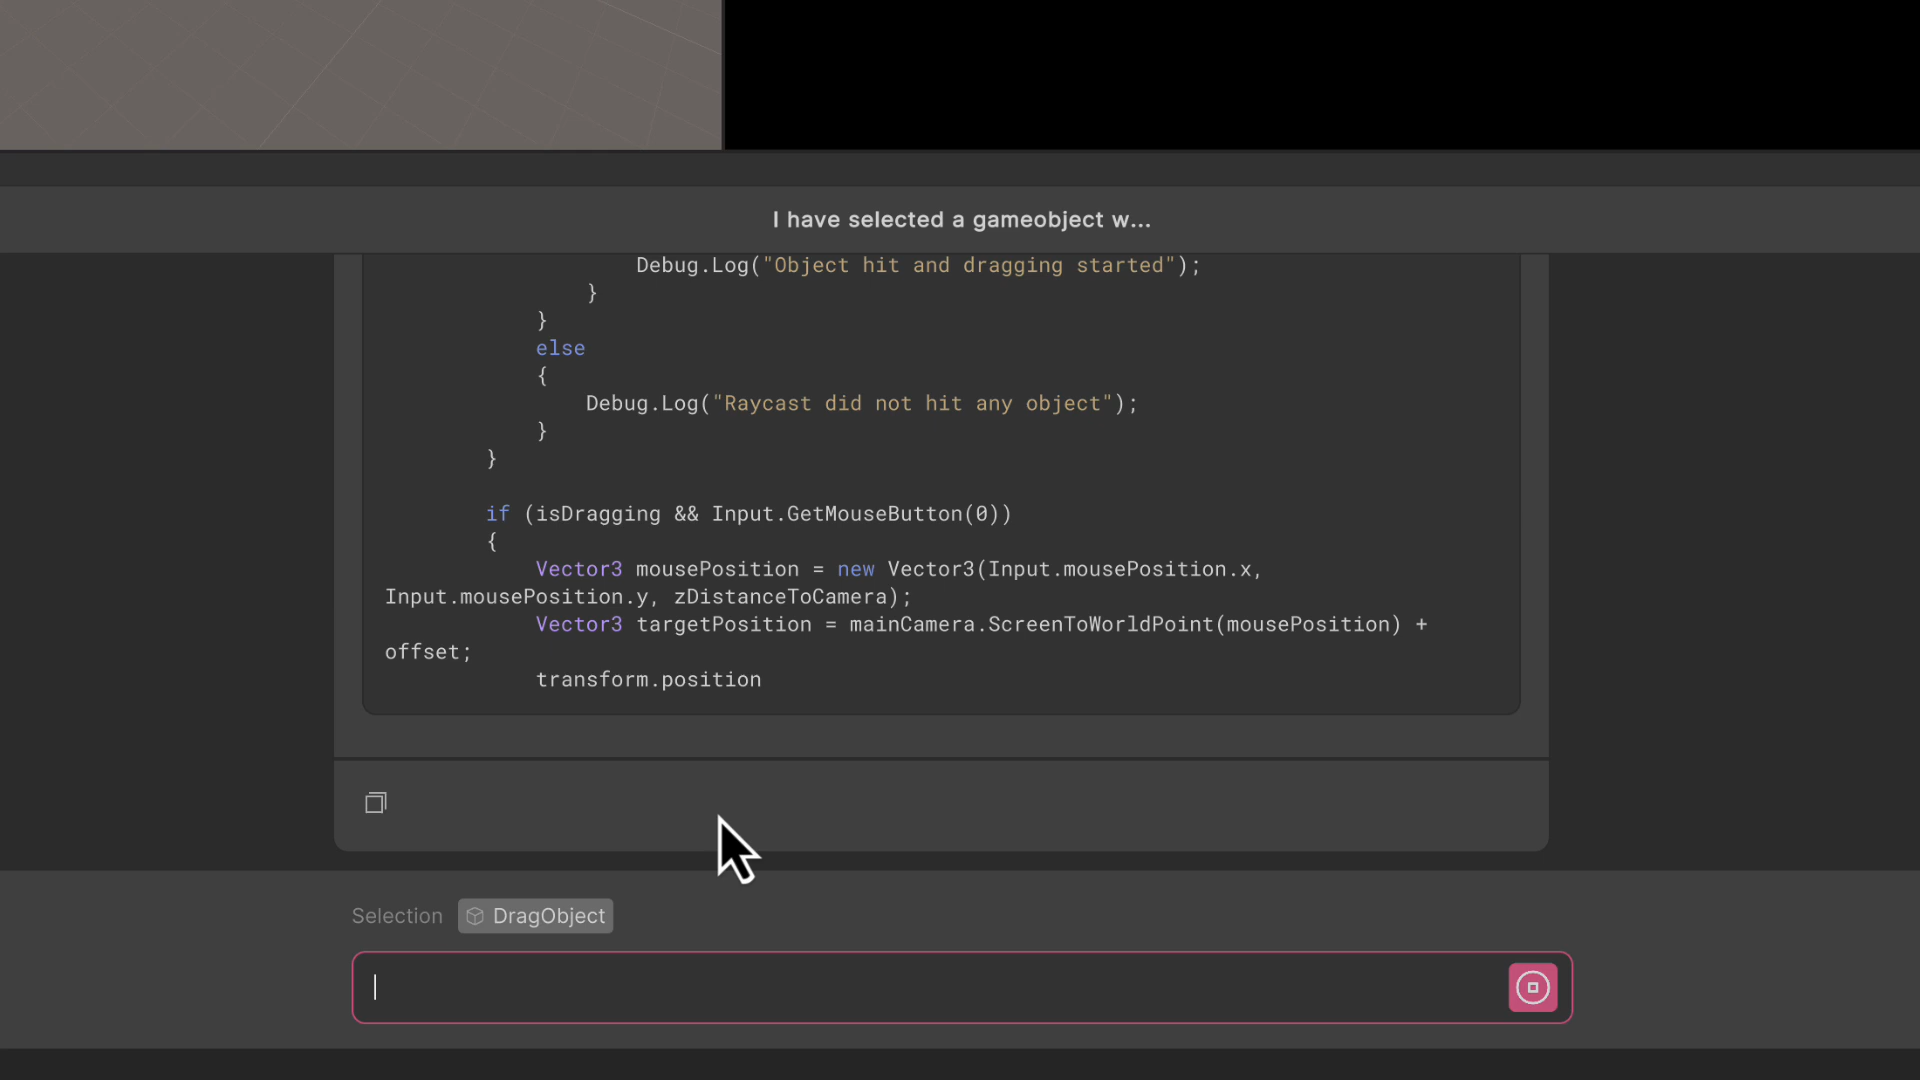 I have selected a gameobject w...
Debug.Log("Object hit and dragging started");
}
}
else
{
Debug.Log("Raycast did not hit any object");
}
}
if (isDragging && Input.GetMouseButton(0))
{
Vector3 mousePosition = new Vector3(Input.mousePosition.x,
Input.mousePosition.y, zDistanceToCamera);
Vector3 targetPosition = mainCamera.ScreenToWorldPoint(mousePosition) +
offset;
transform.position
Selection DragObject